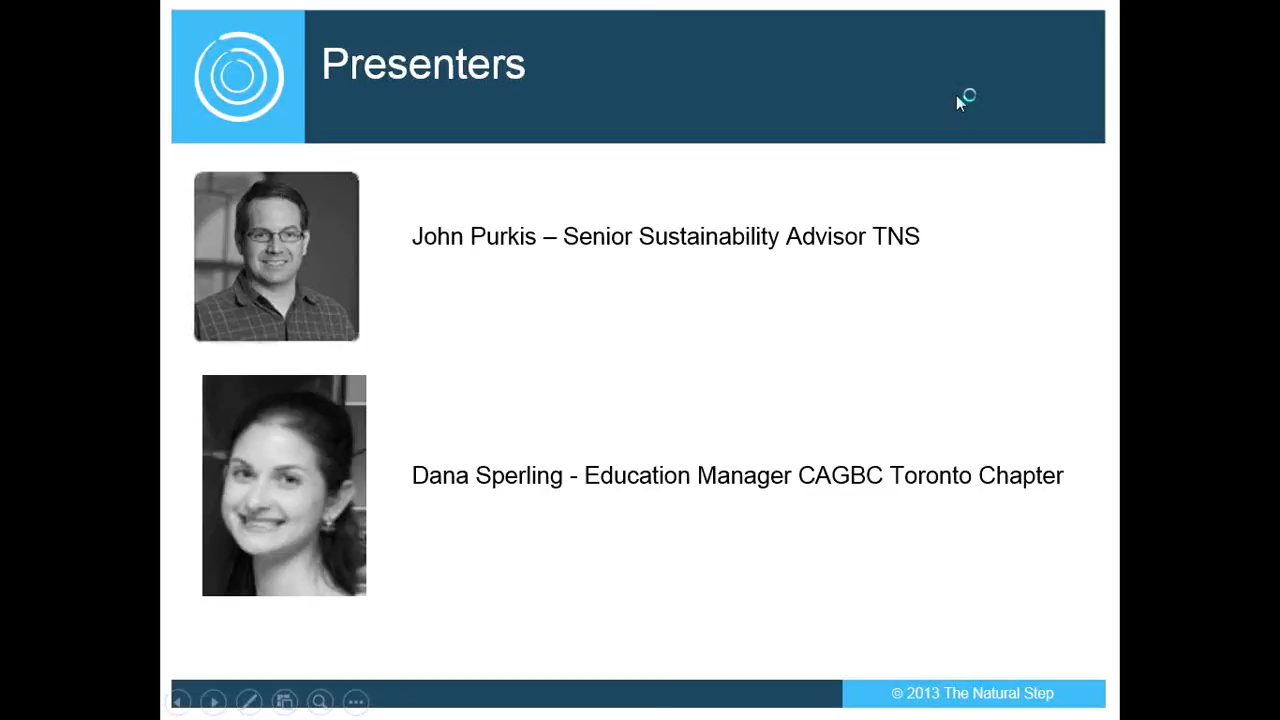 Presenters
John Purkis – Senior Sustainability Advisor TNS
Dana Sperling - Education Manager CAGBC Toronto Chapter
© 2013 The Natural Step